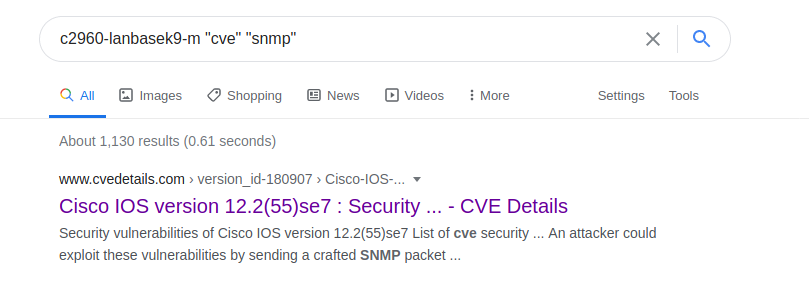 c2960-lanbasek9-m "cve" "snmp"
All Images Shopping News Videos More Settings Tools
About 1,130 results (0.61 seconds)
www.cvedetails.com › version_id-180907 › Cisco-IOS-...
Cisco IOS version 12.2(55)se7 : Security ... - CVE Details
Security vulnerabilities of Cisco IOS version 12.2(55)se7 List of cve security ... An attacker could
exploit these vulnerabilities by sending a crafted SNMP packet ...